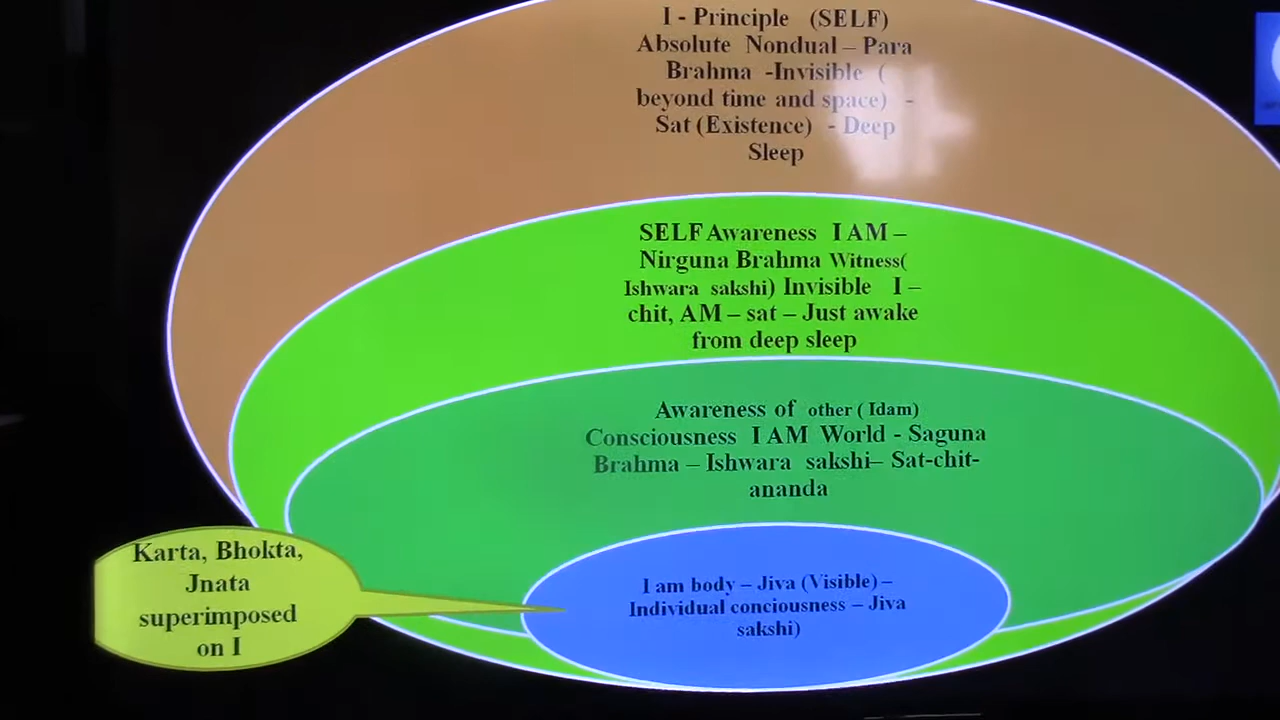 I - Principle (SELF)
Absolute Nondual – Para
Brahma -Invisible (
beyond time and space) -
Sat (Existence) - Deep
Sleep
SELF Awareness I AM –
Nirguna Brahma Witness(
Ishwara sakshi) Invisible I –
chit, AM – sat – Just awake
from deep sleep
Awareness of other ( Idam)
Consciousness I AM World - Saguna
Brahma – Ishwara sakshi– Sat-chit-
ananda
I am body – Jiva (Visible) –
Individual conciousness – Jiva
sakshi)
Karta, Bhokta,
Jnata
superimposed
on I